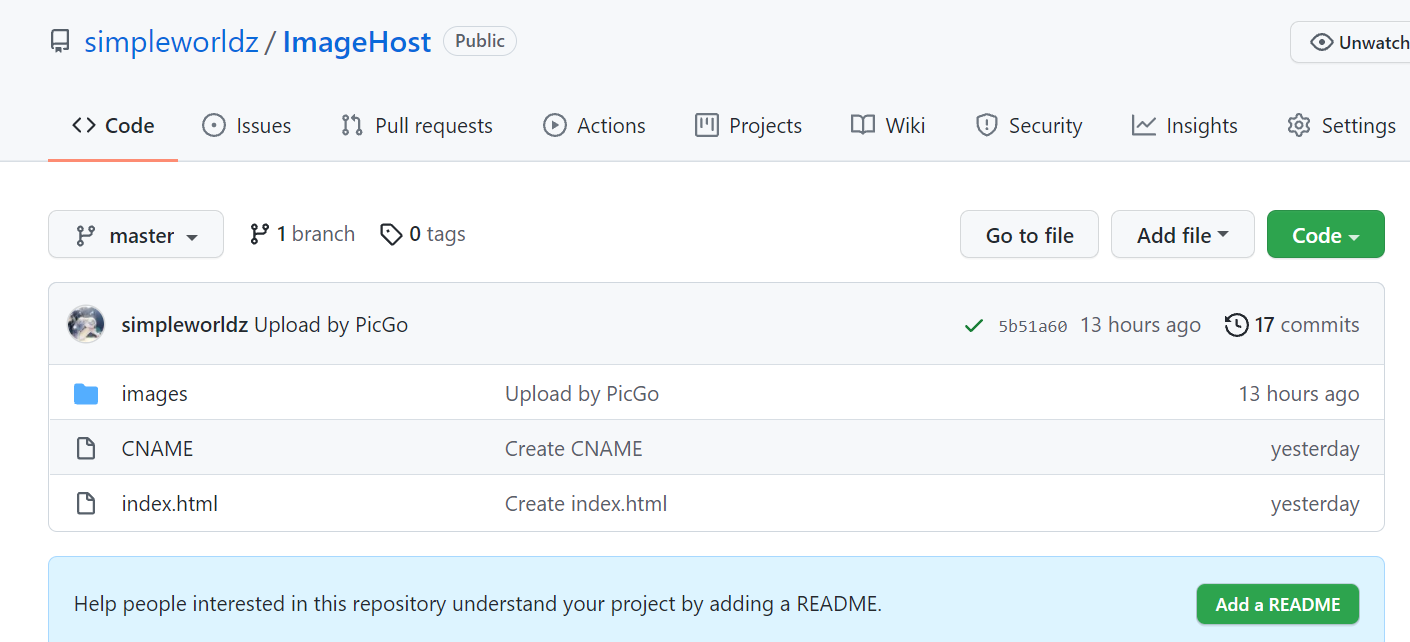 simpleworldz / ImageHost Public Unwatch
Code Issues Pull requests Actions Projects Wiki Security Insights Settings
master 1 branch 0 tags Go to file Add file Code
simpleworldz Upload by PicGo 5b51a60 13 hours ago 17 commits
images Upload by PicGo 13 hours ago
CNAME Create CNAME yesterday
index.html Create index.html yesterday
Help people interested in this repository understand your project by adding a README. Add a README